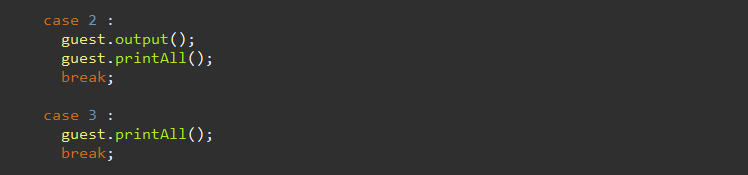 case 2 :
guest.output();
guest.printAll();
break;
case 3 :
guest.printAll();
break;